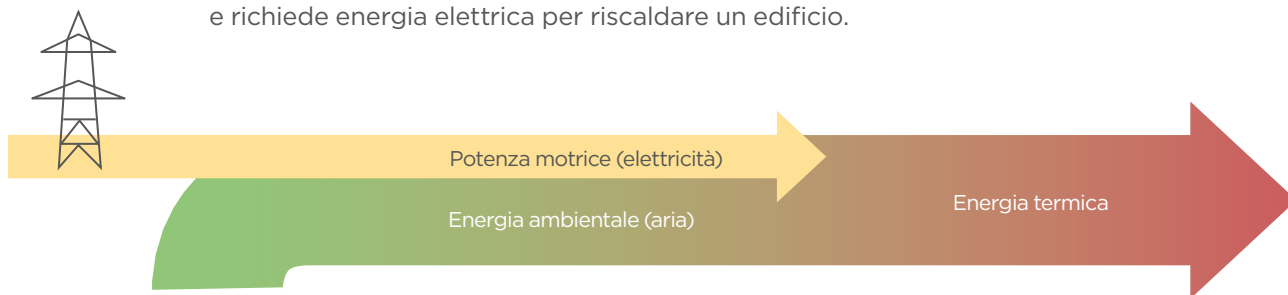 e richiede energia elettrica per riscaldare un edificio.
Potenza motrice (elettricità)
Energia ambientale (aria)
Energia termica